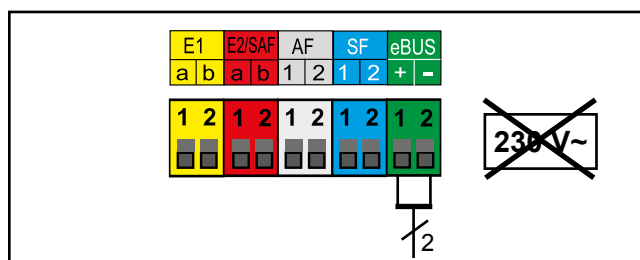 E1 E2/SAF AF SF eBUS
a b a b 1 2 1 2 + -
1 2 1 2 1 2 1 2 1 2
230 V~
2